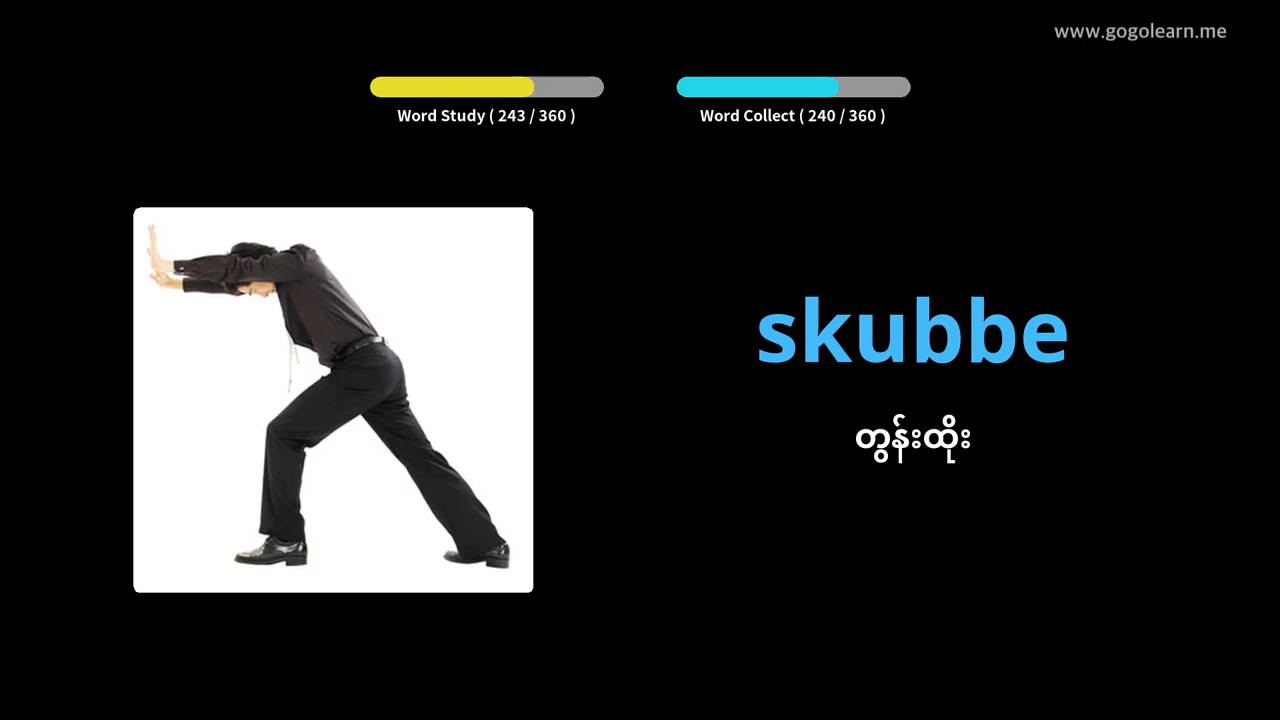 www.gogolearn.me
Word Study ( 243 / 360 )
Word Collect ( 240 / 360 )
skubbe
တွန်းထိုး